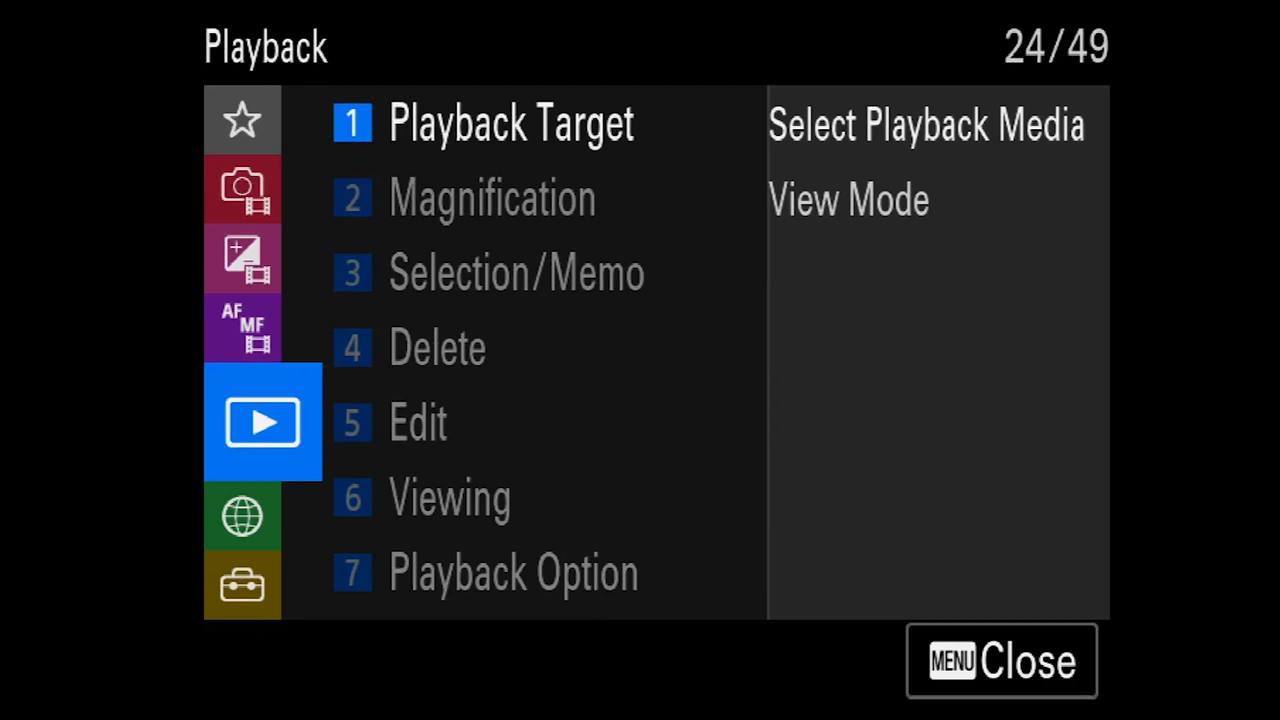 Playback 24/49
1 Playback Target
Select Playback Media
2 Magnification
View Mode
3 Selection/Memo
AF
MF
4 Delete
5 Edit
6 Viewing
7 Playback Option
MENU Close